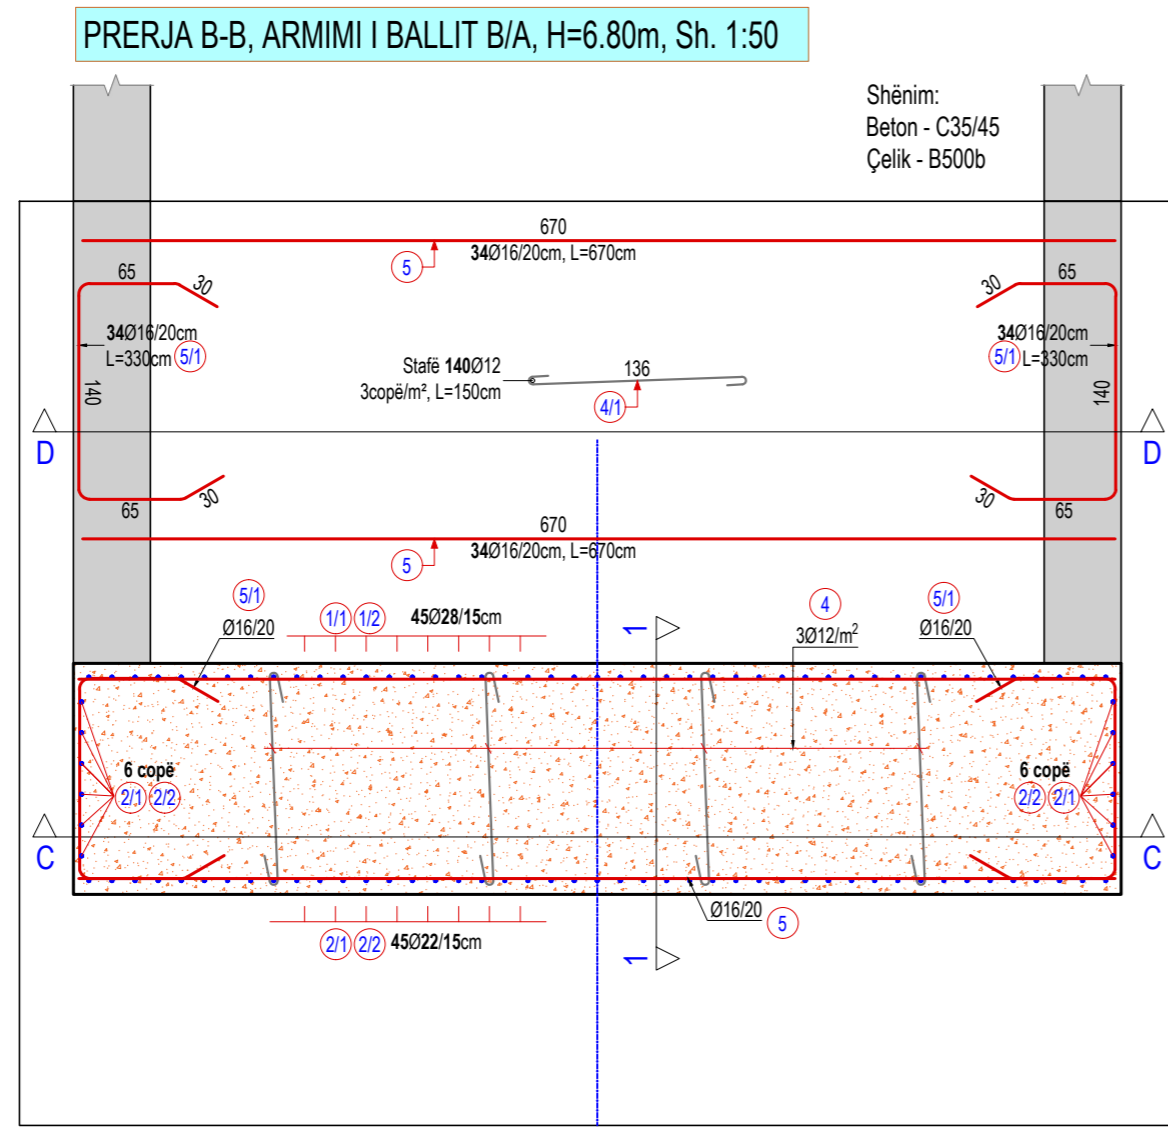 PRERJA B-B, ARMIMI I BALLIT B/A, H=6.80m, Sh. 1:50
Shënim:
Beton - C35/45
Çelik - B500b
670
5
34Ø16/20cm, L=670cm
65
30
30
65
34Ø16/20cm
L=330cm
5/1
34Ø16/20cm
5/1
L=330cm
140
Stafë 140Ø12
3copë/m², L=150cm
136
4/1
140
D
D
65
30
30
65
670
5
34Ø16/20cm, L=670cm
5/1
Ø16/20
1/1
1/2
45Ø28/15cm
1
4
3Ø12/m²
5/1
Ø16/20
6 copë
2/1
2/2
6 copë
2/2
2/1
C
C
2/1
2/2
45Ø22/15cm
1
Ø16/20
5